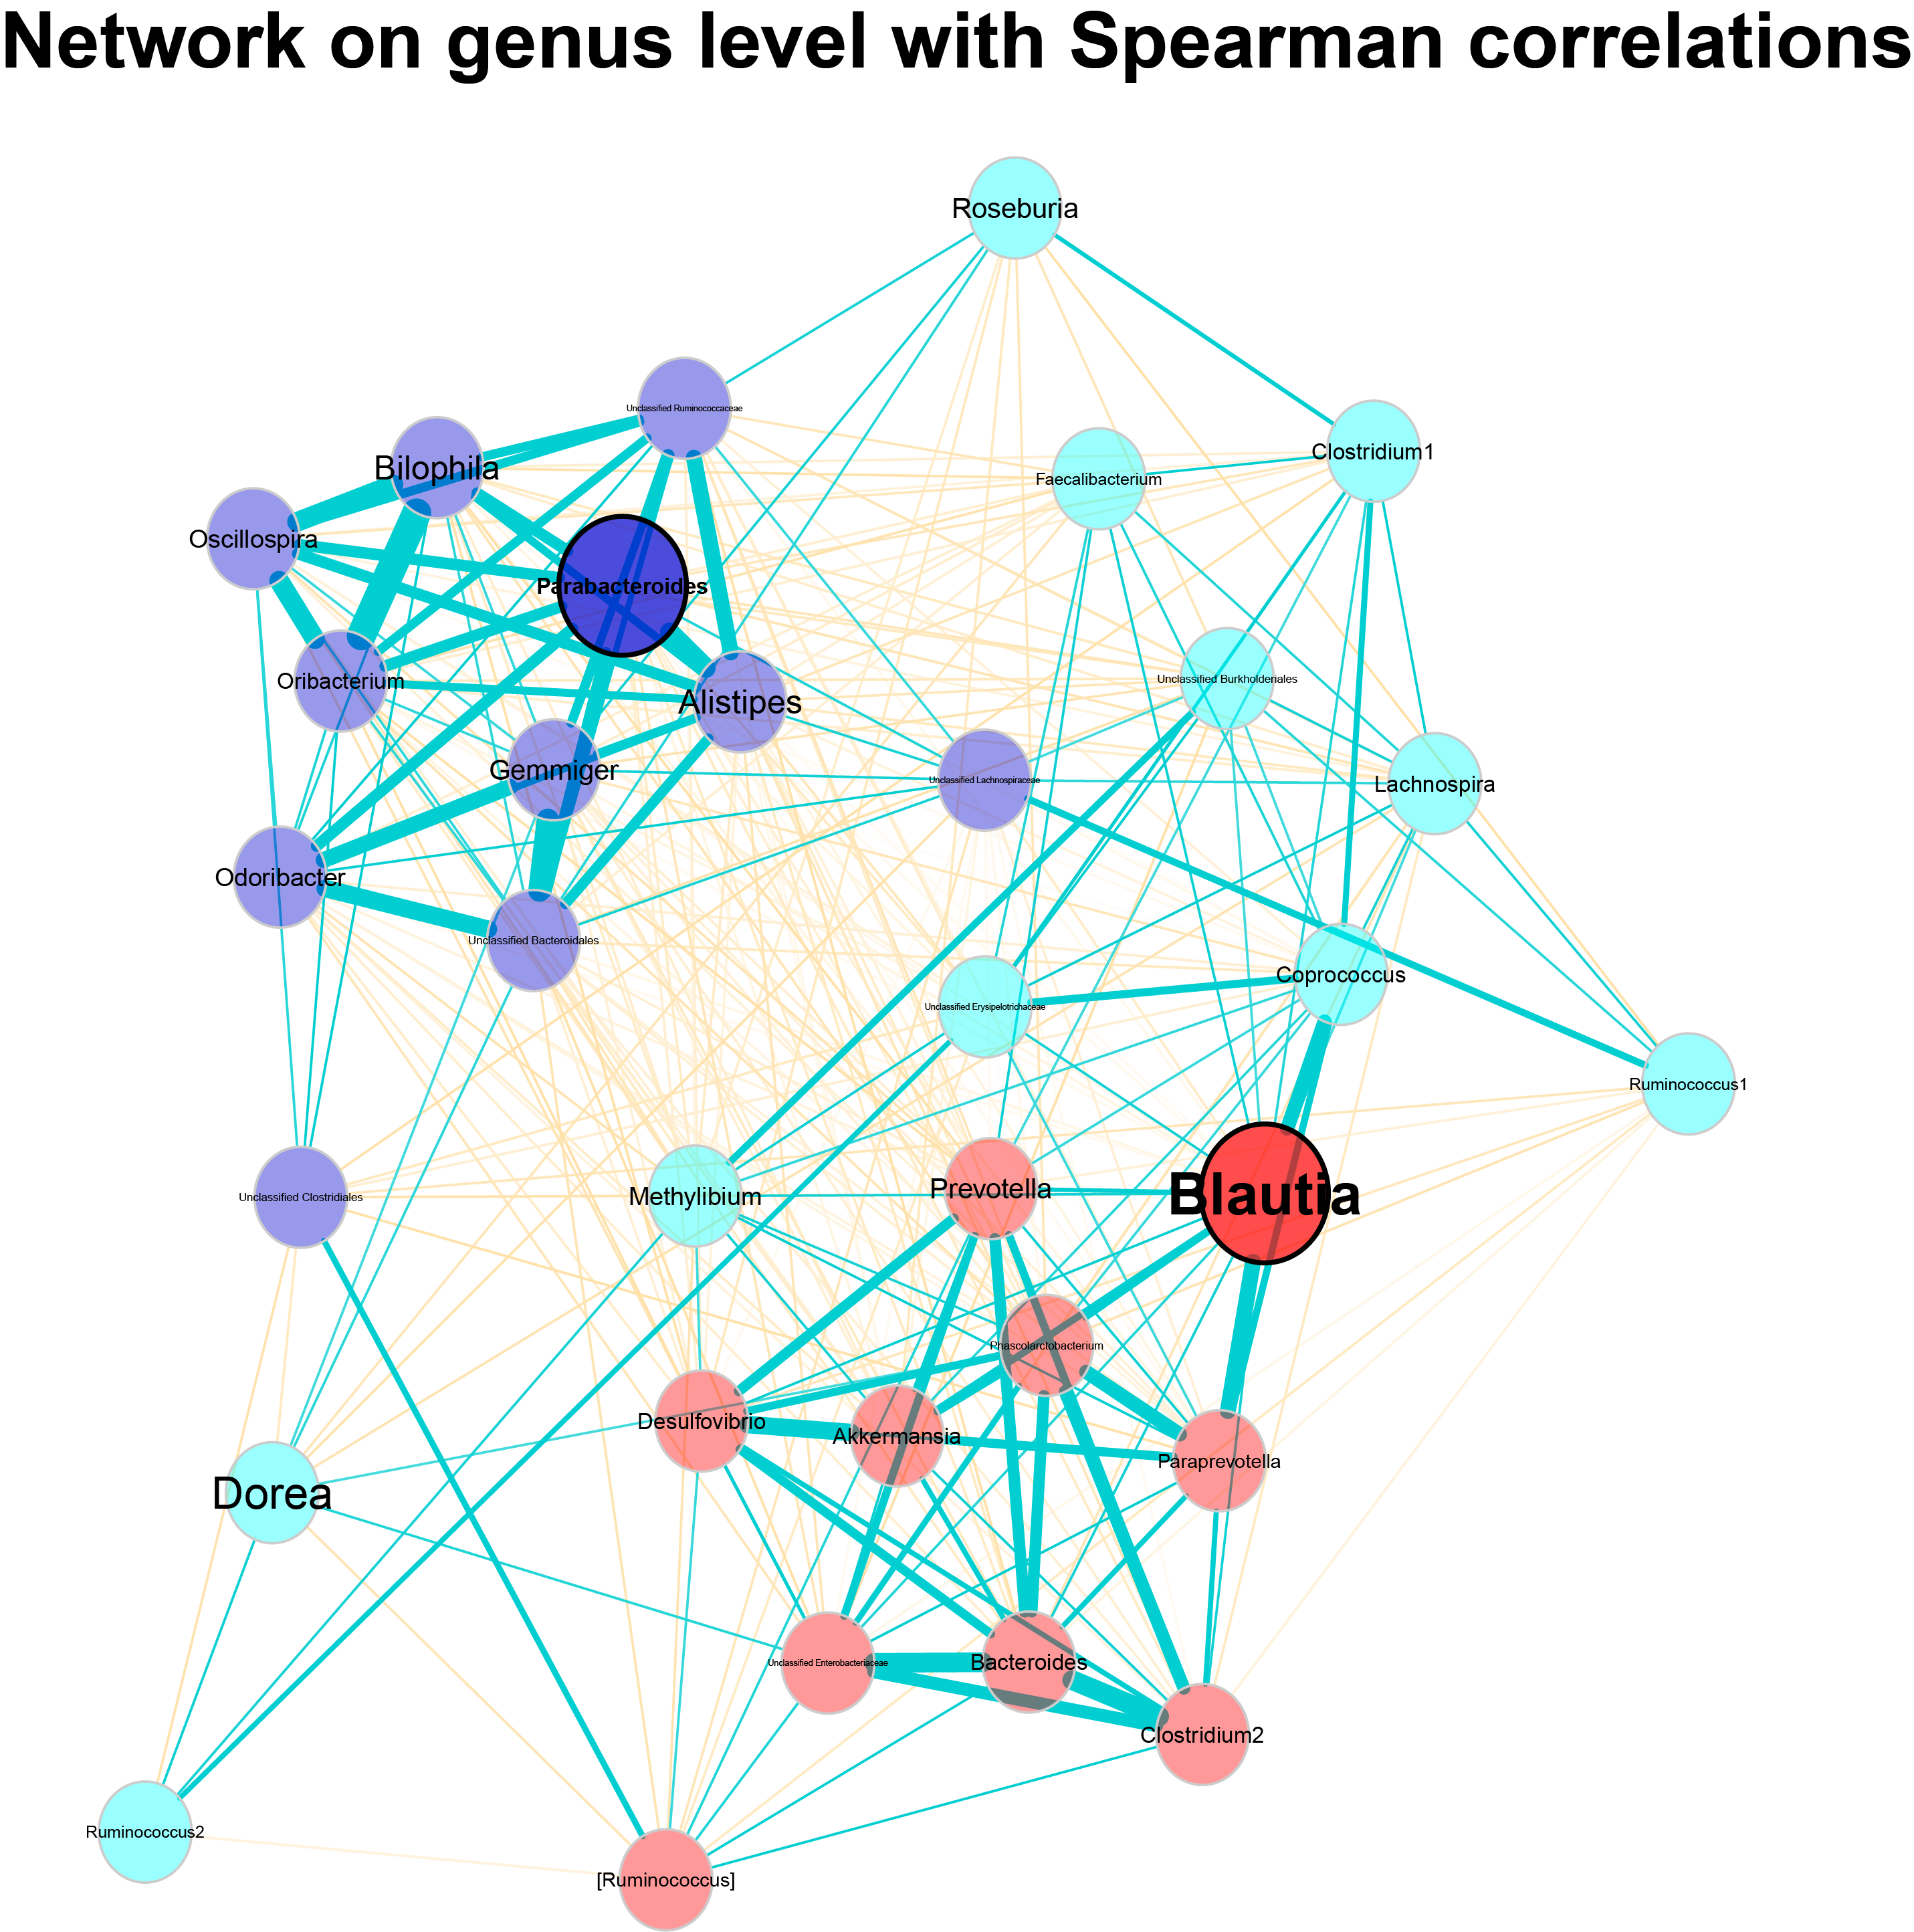 Network on genus level with Spearman correlations
Roseburia
Unclassified Ruminococcaceae
Clostridium1
Bilophila
Faecalibacterium
Oscillospira
Parabacteroides
Oribacterium
Unclassified Burkholderiales
Alistipes
Gemmiger
Unclassified Lachnospiraceae
Lachnospira
Odoribacter
Unclassified Bacteroidales
Coprococcus
Unclassified Erysipelotrichaceae
Ruminococcus1
Unclassified Clostridiales
Methylibium
Prevotella
Blautia
Phascolarctobacterium
Desulfovibrio
Akkermansia
Paraprevotella
Dorea
Unclassified Enterobacteriaceae
Bacteroides
Clostridium2
Ruminococcus2
[Ruminococcus]